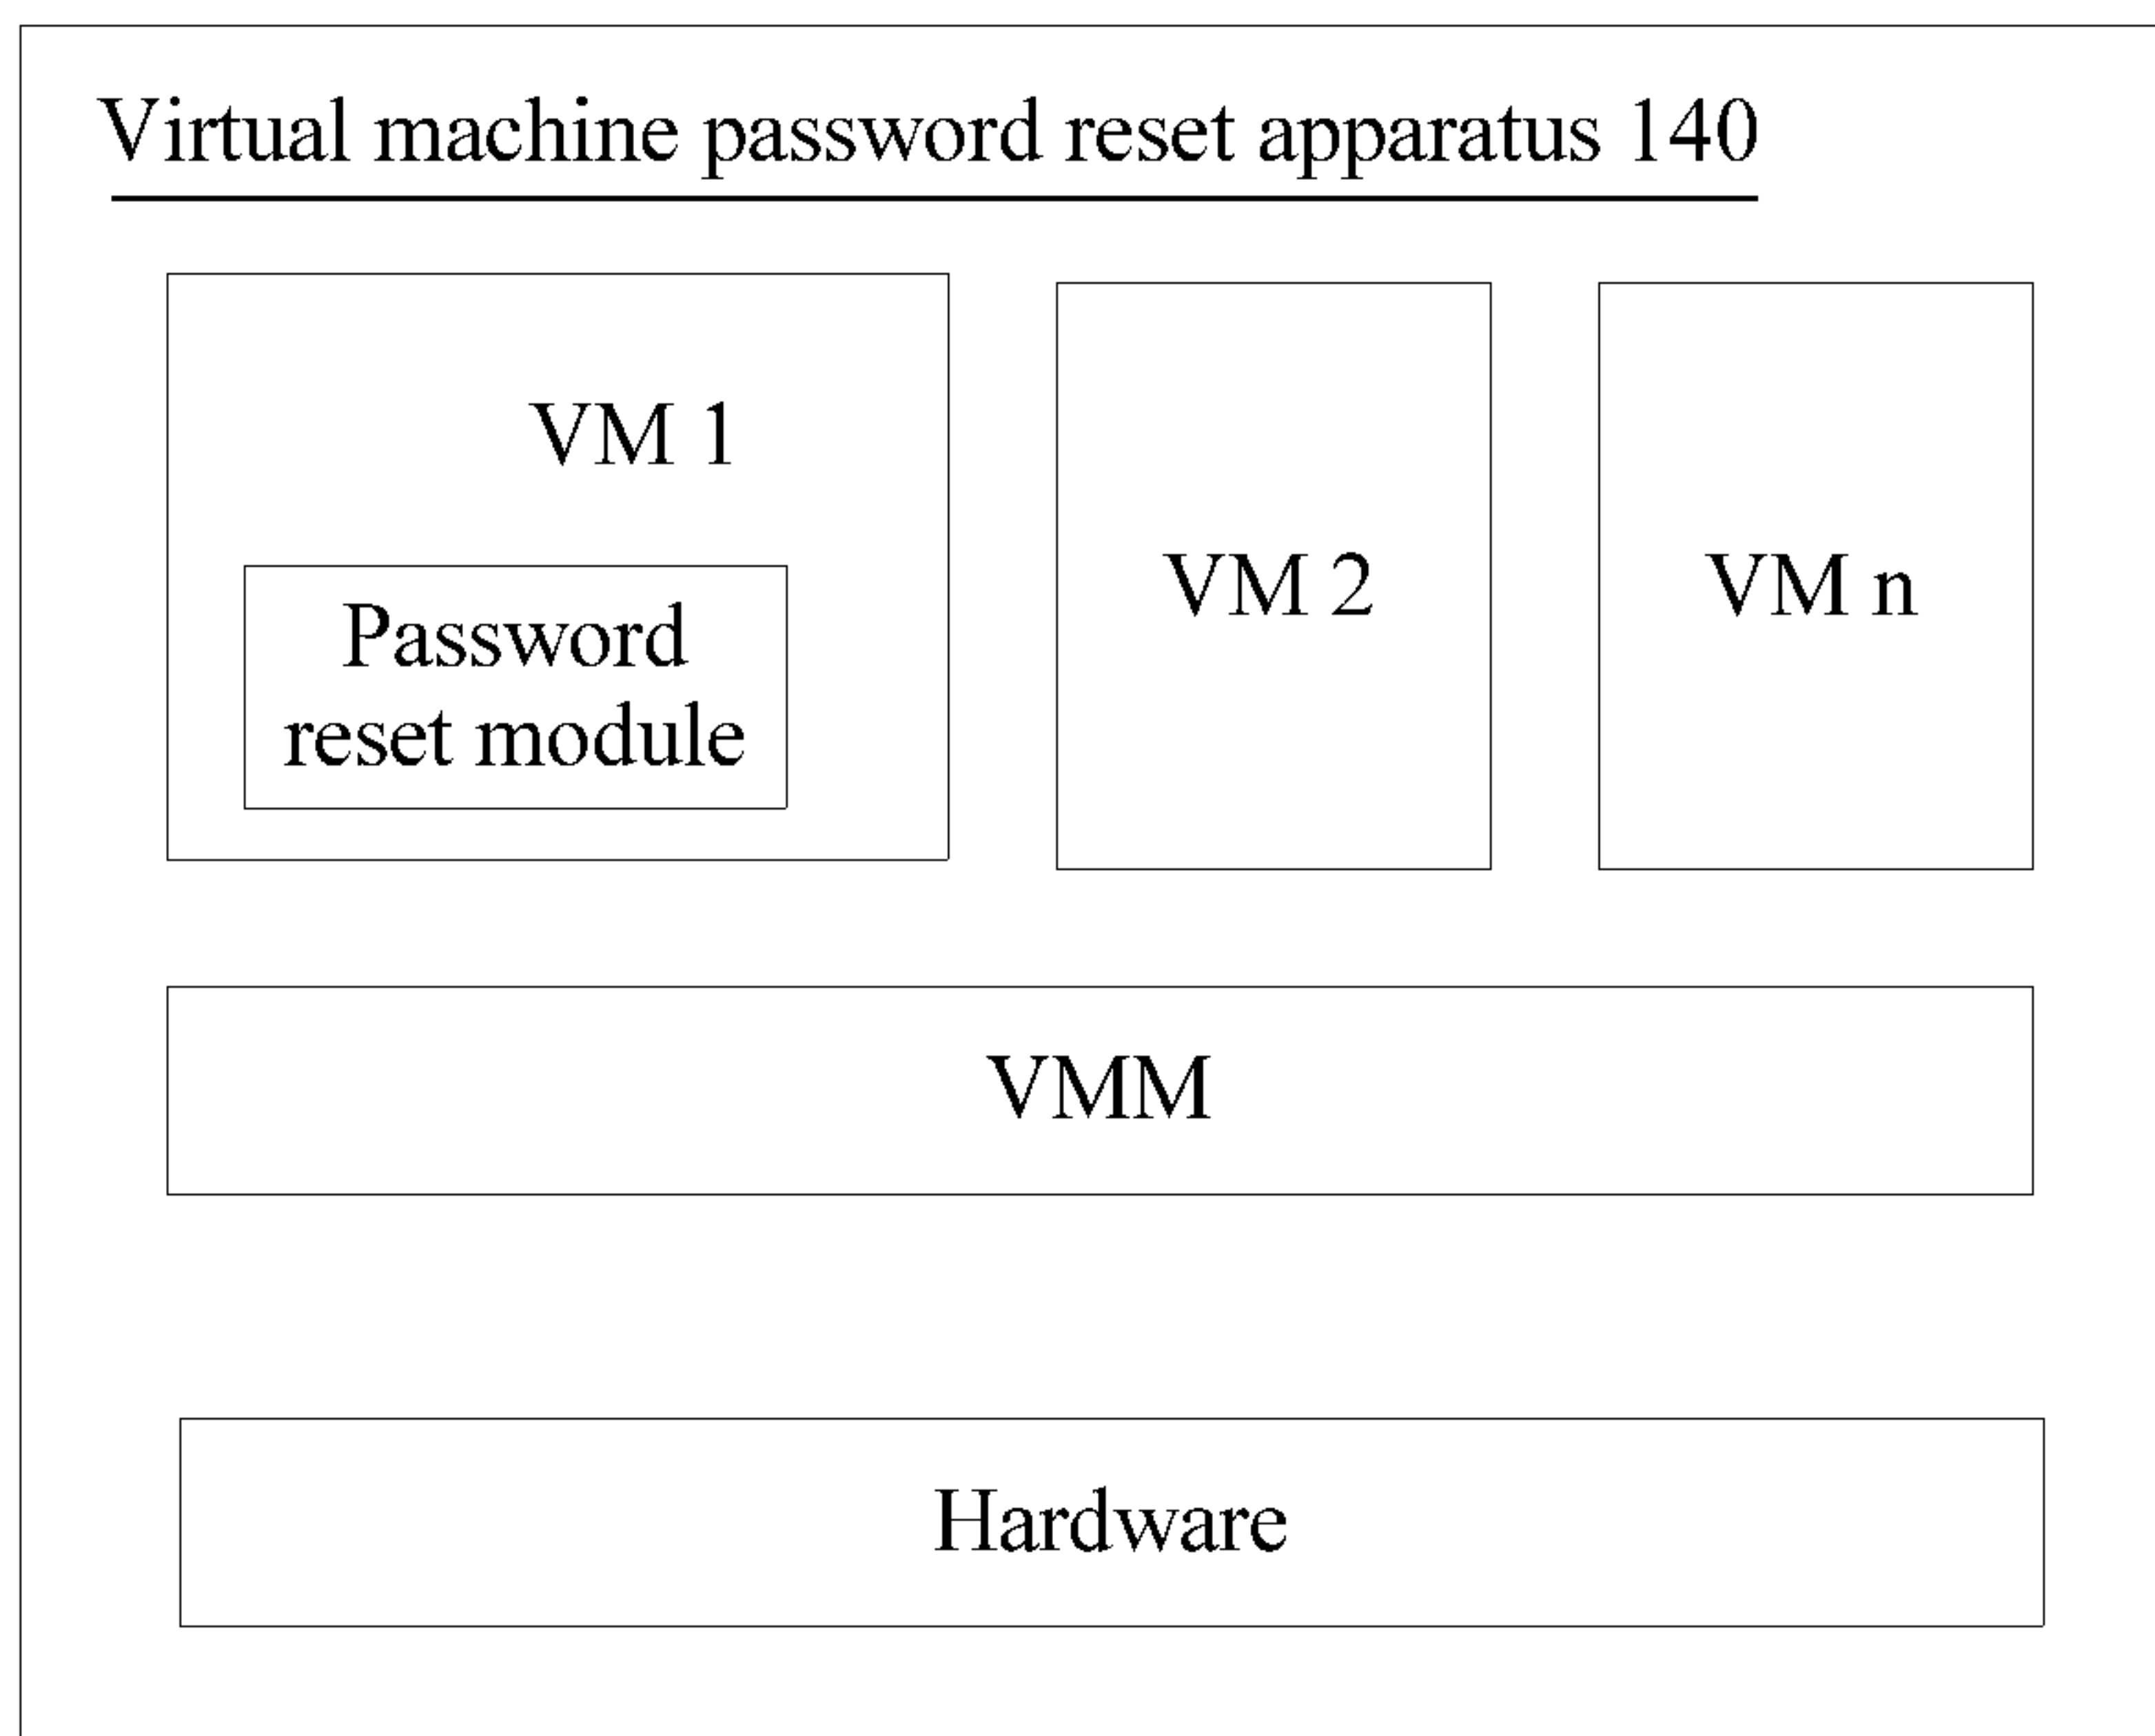 Virtual machine password reset apparatus 140
VM 1
Password
reset module
VM 2
VM n
VMM
Hardware